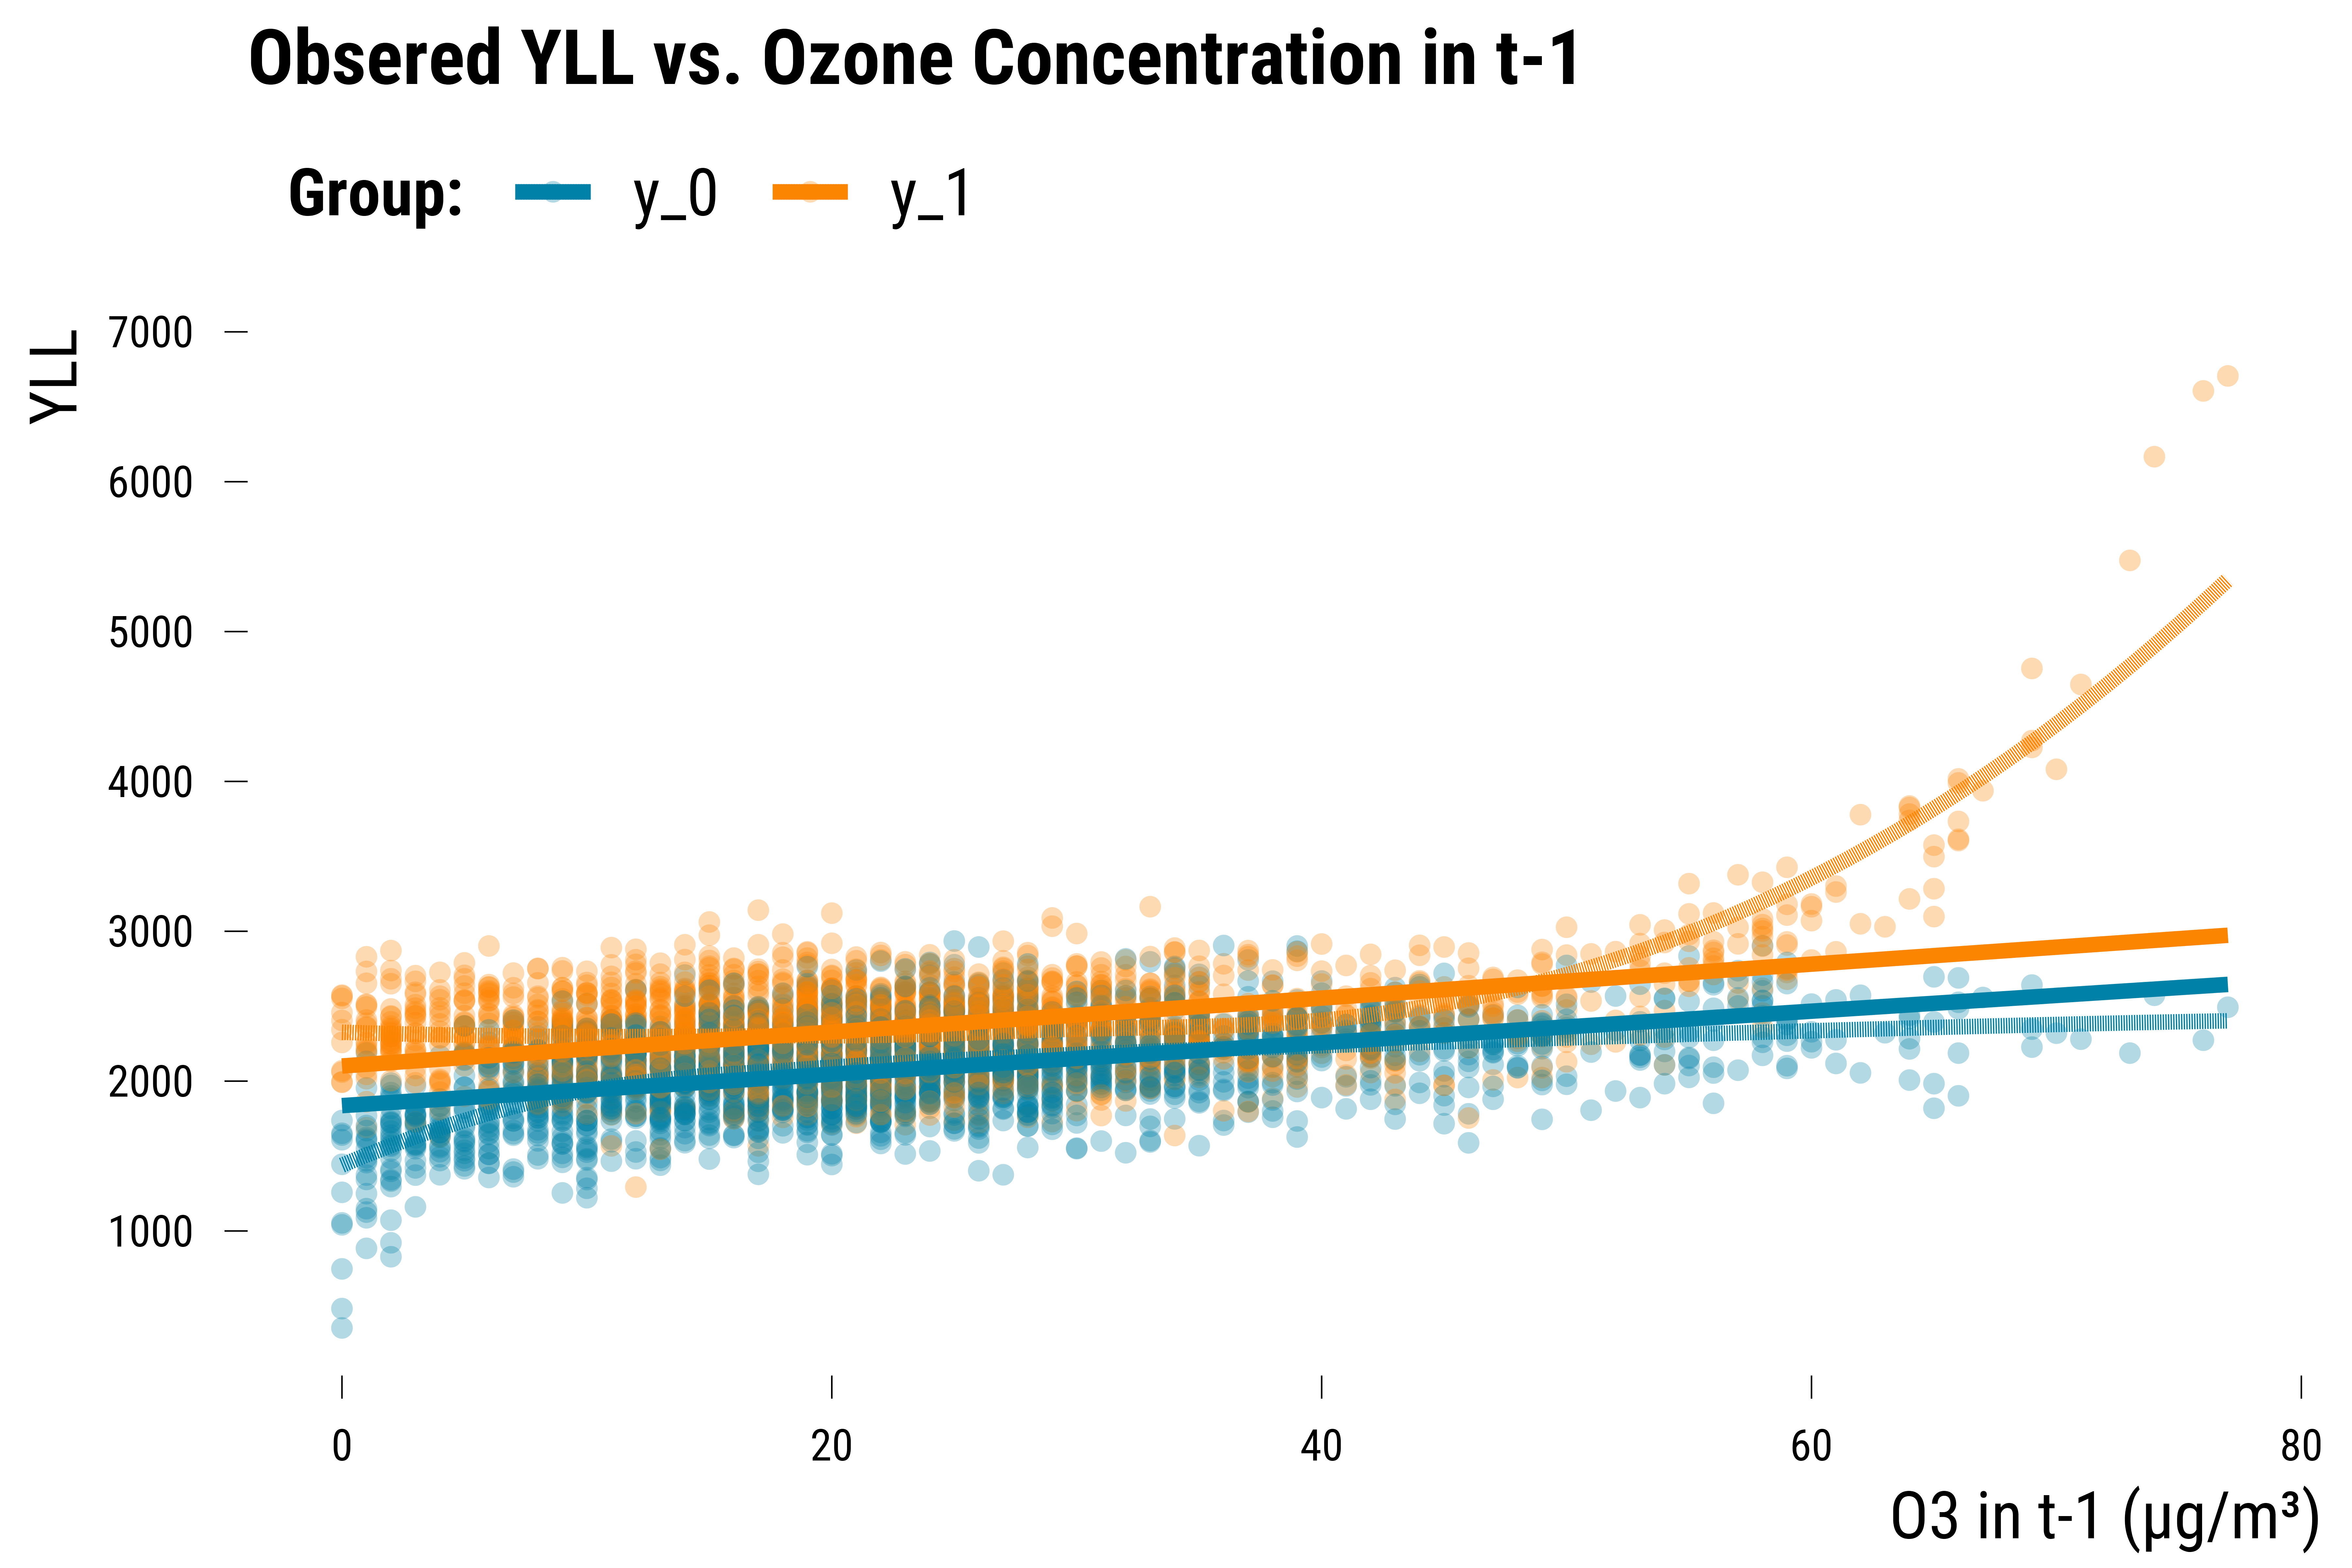 Obsered YLL vs. Ozone Concentration in t-1
Group: y_0 y_1
YLL
7000
6000
5000
4000
3000
2000
1000
0 20 40 60 80
O3 in t-1 (µg/m³)